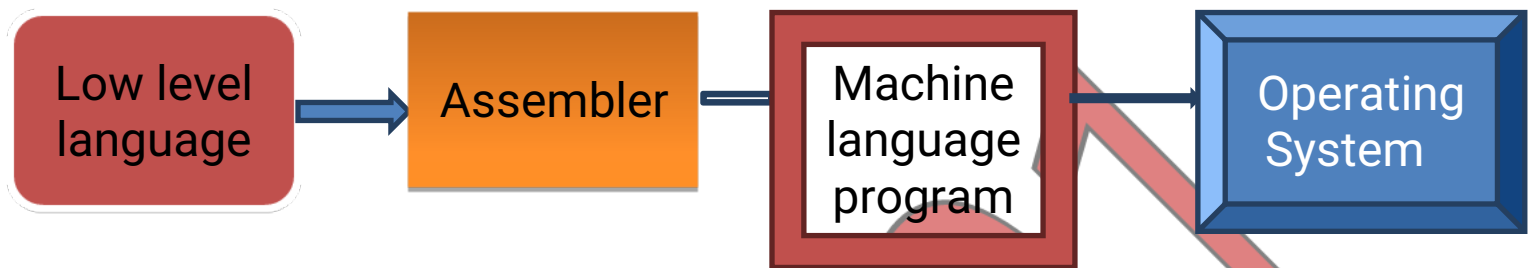 Low level
language
Assembler
Machine
language
program
Operating
System